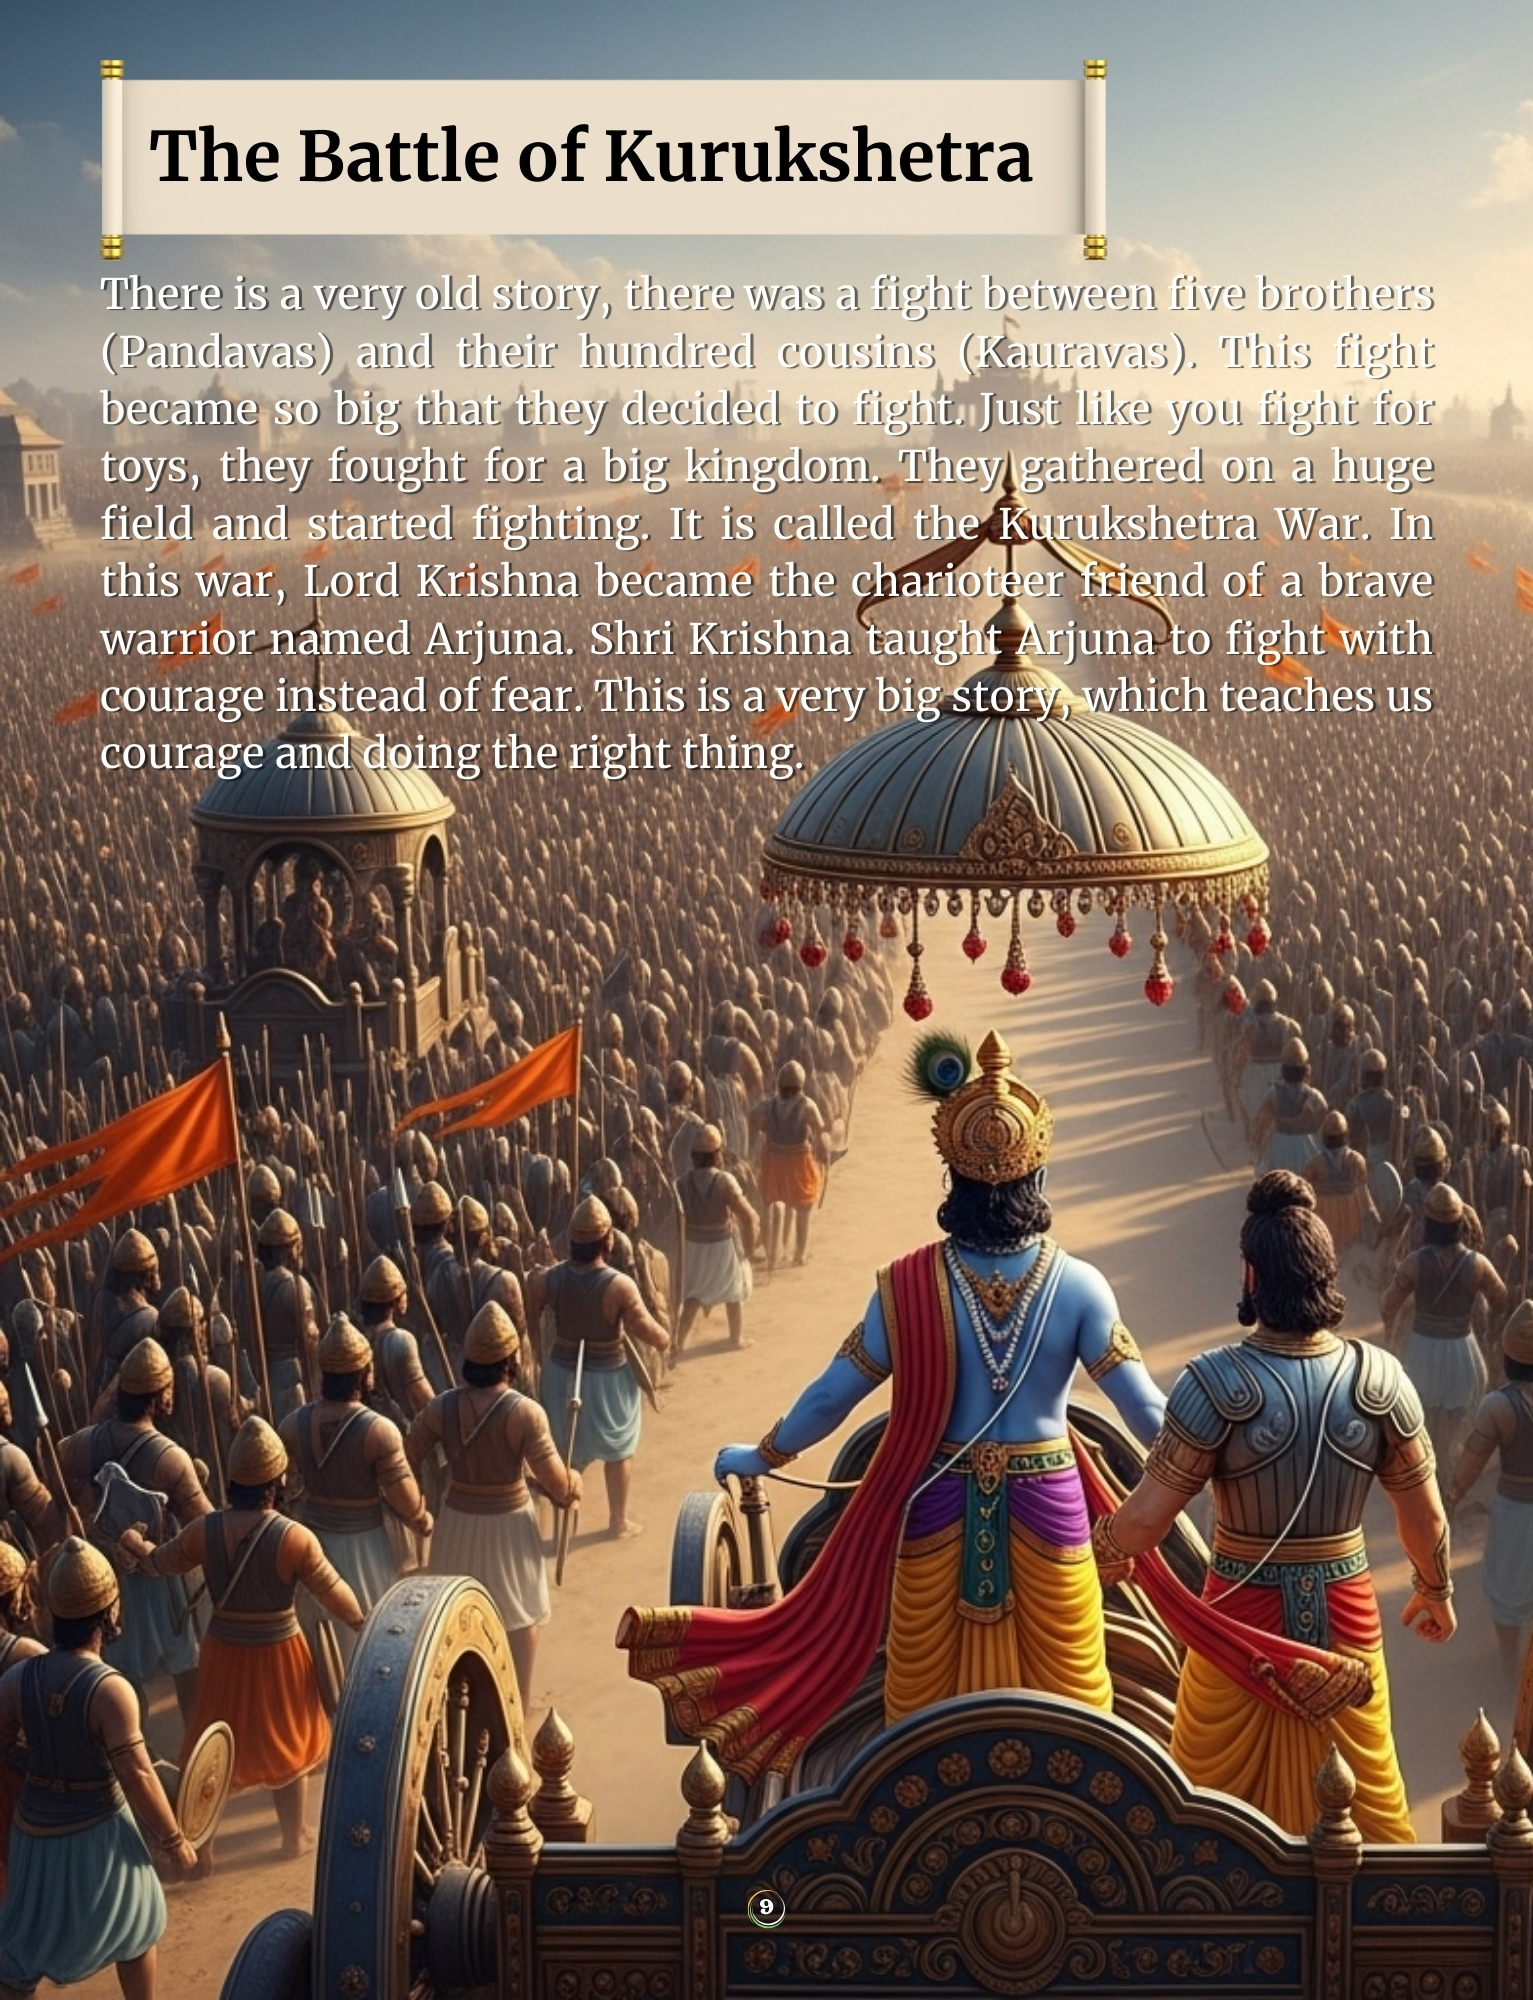 The Battle of Kurukshetra
There is a very old story, there was a fight between five brothers
(Pandavas) and their hundred cousins (Kauravas). This fight
became so big that they decided to fight. Just like you fight for
toys, they fought for a big kingdom. They gathered on a huge
field and started fighting. It is called the Kurukshetra War. In
this war, Lord Krishna became the charioteer friend of a brave
warrior named Arjuna. Shri Krishna taught Arjuna to fight with
courage instead of fear. This is a very big story, which teaches us
courage and doing the right thing.
9